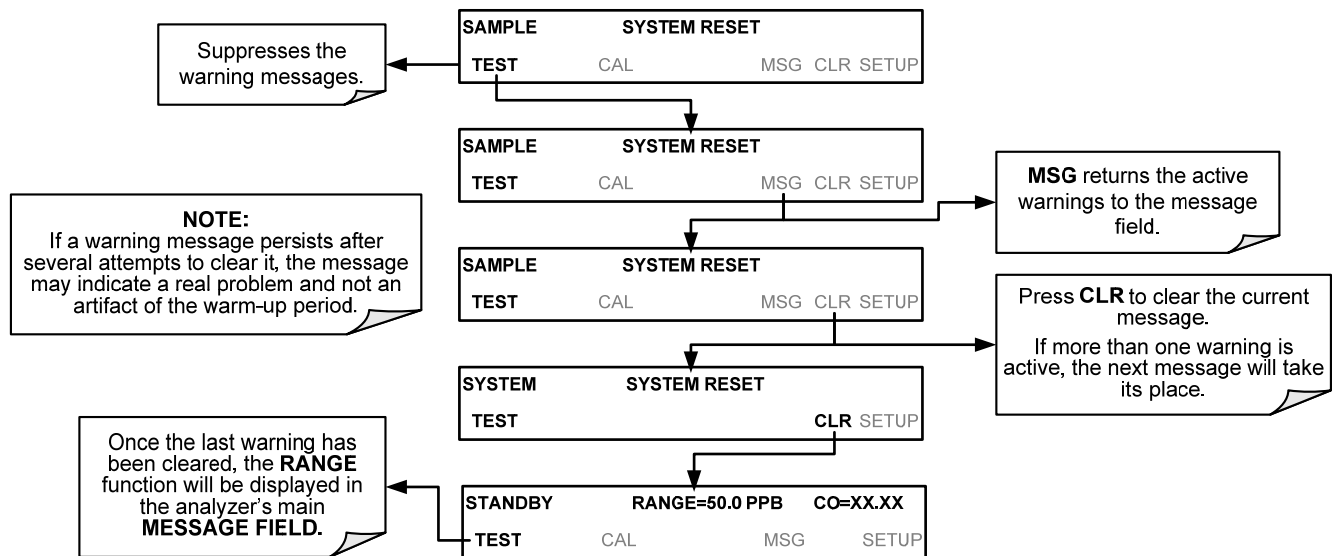 SAMPLE SYSTEM RESET
TEST CAL MSG CLR SETUP
Suppresses the
warning messages.
SAMPLE SYSTEM RESET
TEST CAL MSG CLR SETUP
MSG returns the active
warnings to the message
field.
NOTE:
If a warning message persists after
several attempts to clear it, the message
may indicate a real problem and not an
artifact of the warm-up period.
SAMPLE SYSTEM RESET
TEST CAL MSG CLR SETUP
Press CLR to clear the current
message.
If more than one warning is
active, the next message will take
its place.
SYSTEM SYSTEM RESET
TEST CLR SETUP
Once the last warning has
been cleared, the RANGE
function will be displayed in
the analyzer's main
MESSAGE FIELD.
STANDBY RANGE=50.0 PPB CO=XX.XX
TEST CAL MSG SETUP